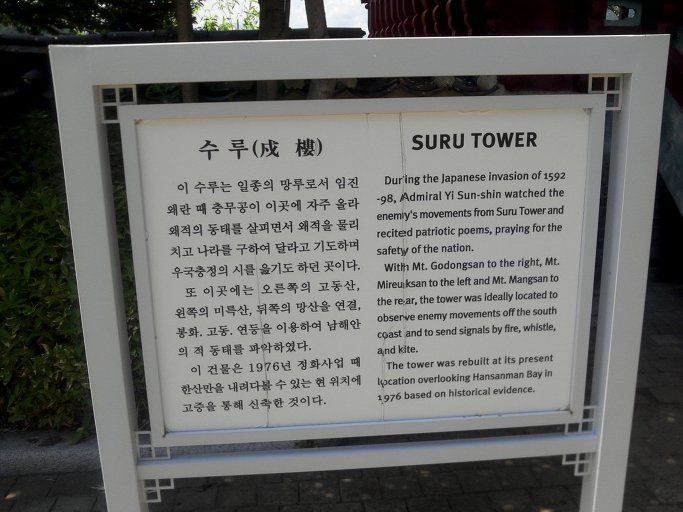 수루(戍 樓)
이 수루는 일종의 망루로서 임진
왜란 때 충무공이 이곳에 자주 올라
왜적의 동태를 살피면서 왜적을 물리
치고 나라를 구하여 달라고 기도하며
우국충정의 시를 읊기도 하던 곳이다.
또 이곳에는 오른쪽의 고동산,
왼쪽의 미륵산, 뒤쪽의 망산을 연결,
봉화, 고동, 연등을 이용하여 남해안
의 적 동태를 파악하였다.
이 건물은 1976년 정화사업 때
한산만을 내려다볼 수 있는 현 위치에
고증을 통해 신축한 것이다.
SURU TOWER
During the Japanese invasion of 1592
-98, Admiral Yi Sun-shin watched the
enemy's movements from Suru Tower and
recited patriotic poems, praying for the
safety of the nation.
With Mt. Godongsan to the right, Mt.
Mireuksan to the left and Mt. Mangsan to
the rear, the tower was ideally located to
observe enemy movements off the south
coast and to send signals by fire, whistle,
and kite.
The tower was rebuilt at its present
location overlooking Hansanman Bay in
1976 based on historical evidence.